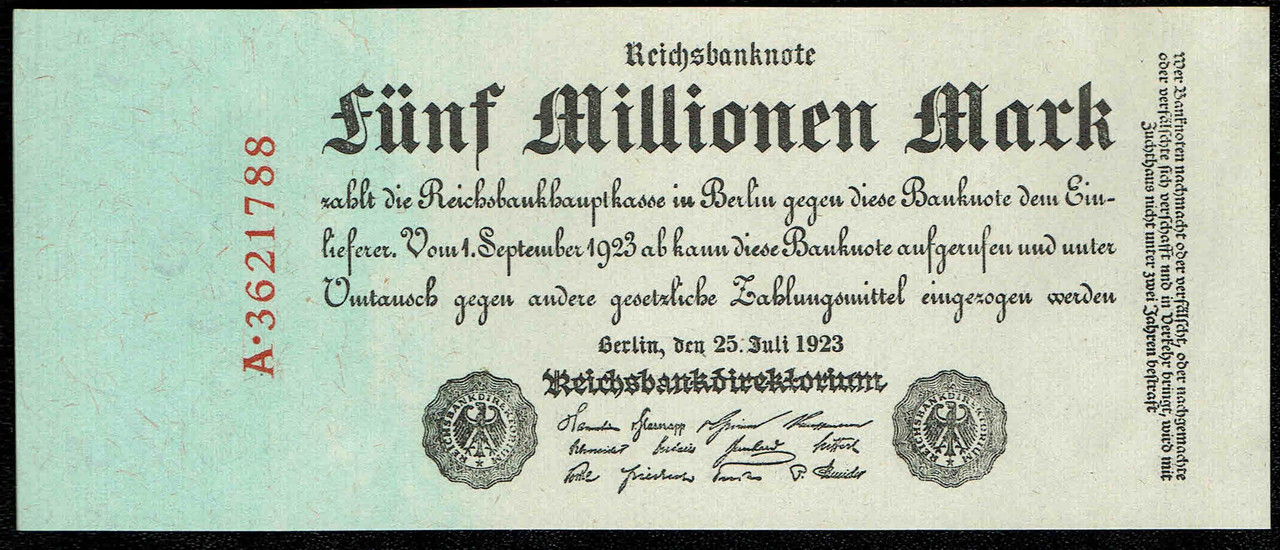 Reichsbanknote
Fünf Millionen Mark
zahlt die Reichsbankhauptkasse in Berlin gegen diese Banknote dem Ein-
lieferer. Vom 1. September 1923 ab kann diese Banknote aufgerufen und unter
Umtausch gegen andere gesetzliche Zahlungsmittel eingezogen werden
Berlin, den 25. Juli 1923
Reichsbankdirektorium
REICHSBANKDIREKTORIUM
REICHSBANKDIREKTORIUM
A·3621788
Wer Banknoten nachmacht oder verfälscht, oder nachgemachte
oder verfälschte sich verschafft und in Verkehr bringt, wird mit
Zuchthaus nicht unter zwei Jahren bestraft